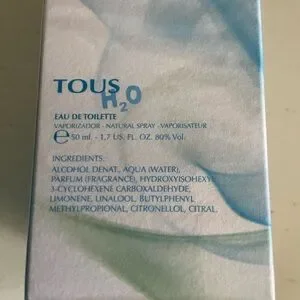 TOUS
H2O
EAU DE TOILETTE
VAPORIZADOR - NATURAL SPRAY - VAPORISATEUR
℮ 50 ml. - 1,7 US. FL. OZ. 80% Vol.
INGREDIENTS:
ALCOHOL DENAT., AQUA (WATER),
PARFUM (FRAGRANCE), HYDROXYISOHEXYL
3-CYCLOHEXENE CARBOXALDEHYDE,
LIMONENE, LINALOOL, BUTYLPHENYL
METHYLPROPIONAL, CITRONELLOL, CITRAL.